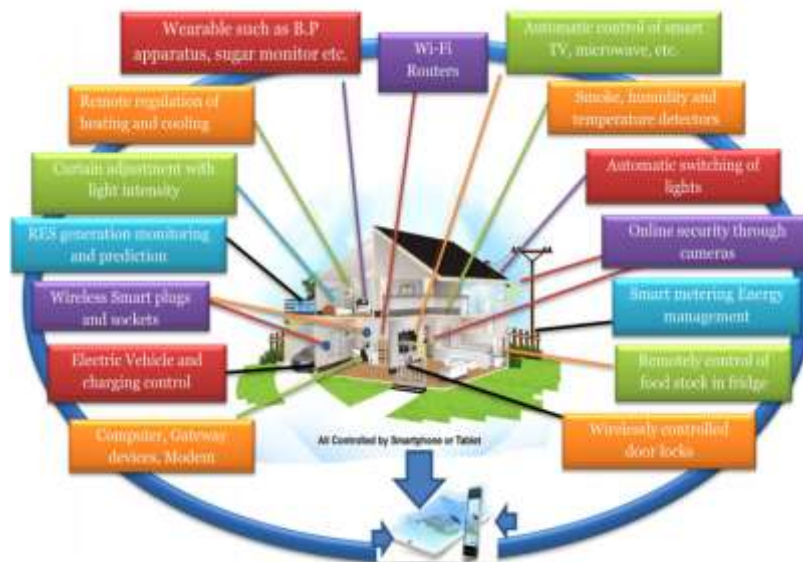 Wearable such as B.P
apparatus, sugar monitor etc.
Wi-Fi
Routers
Automatic control of smart
TV, microwave, etc.
Remote regulation of
heating and cooling
Smoke, humidity and
temperature detectors
Curtain adjustment with
light intensity
Automatic switching of
lights
RES generation monitoring
and prediction
Online security through
cameras
Wireless Smart plugs
and sockets
Smart metering Energy
management
Electric Vehicle and
charging control
Remotely control of
food stock in fridge
Computer, Gateway
devices, Modem
Wirelessly controlled
door locks
All Controlled by Smartphone or Tablet